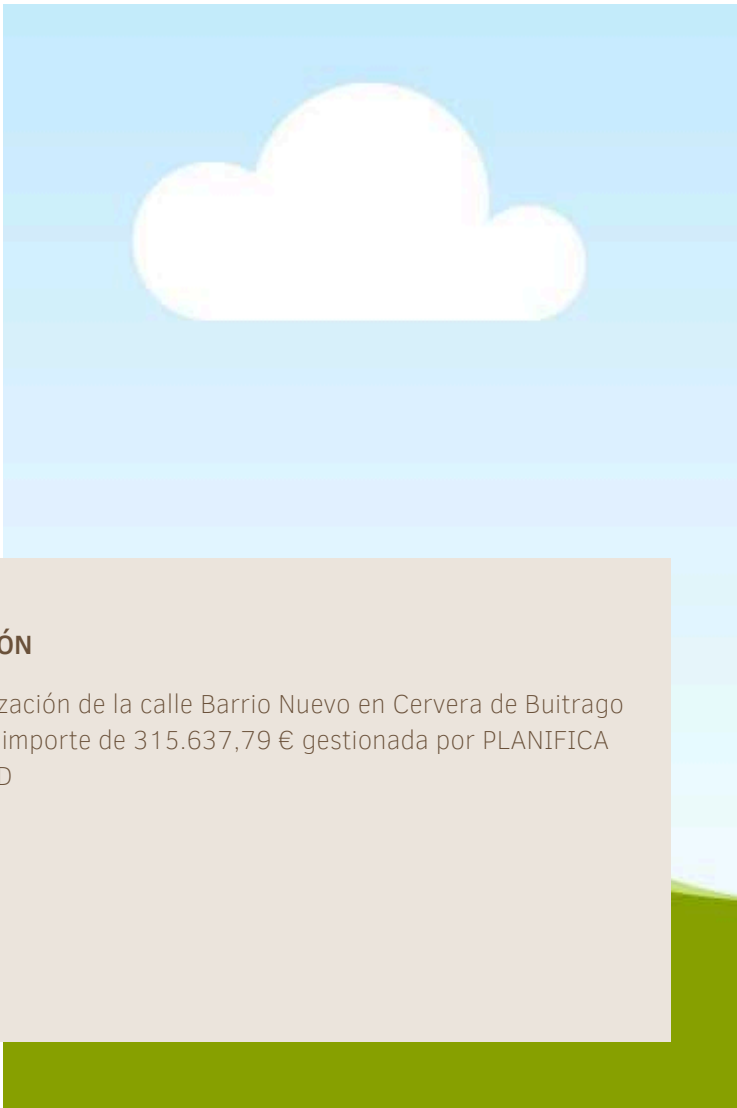 ÓN
zación de la calle Barrio Nuevo en Cervera de Buitrago
importe de 315.637,79 € gestionada por PLANIFICA
D